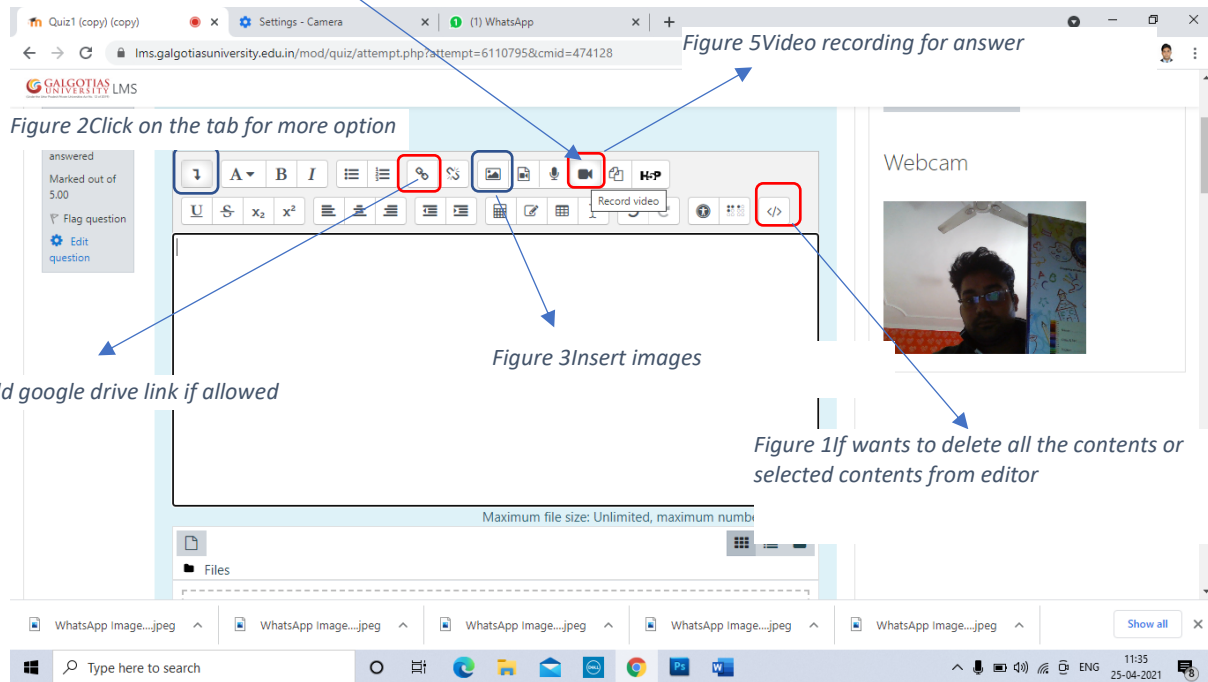 Quiz1 (copy) (copy)
Settings - Camera
(1) WhatsApp
lms.galgotiasuniversity.edu.in/mod/quiz/attempt.php?attempt=6110795&cmid=474128
Figure 5Video recording for answer
GALGOTIAS
UNIVERSITY LMS
Figure 2Click on the tab for more option
answered
Marked out of
5.00
Flag question
Edit
question
A B I
H-P
Record video
U S x₂ x²
</>
Webcam
Figure 3Insert images
d google drive link if allowed
Figure 1If wants to delete all the contents or
selected contents from editor
Maximum file size: Unlimited, maximum numbe
Files
WhatsApp Image....jpeg
WhatsApp Image....jpeg
WhatsApp Image....jpeg
WhatsApp Image....jpeg
WhatsApp Image....jpeg
Show all
Type here to search
Ps
W
ENG
11:35
25-04-2021
8